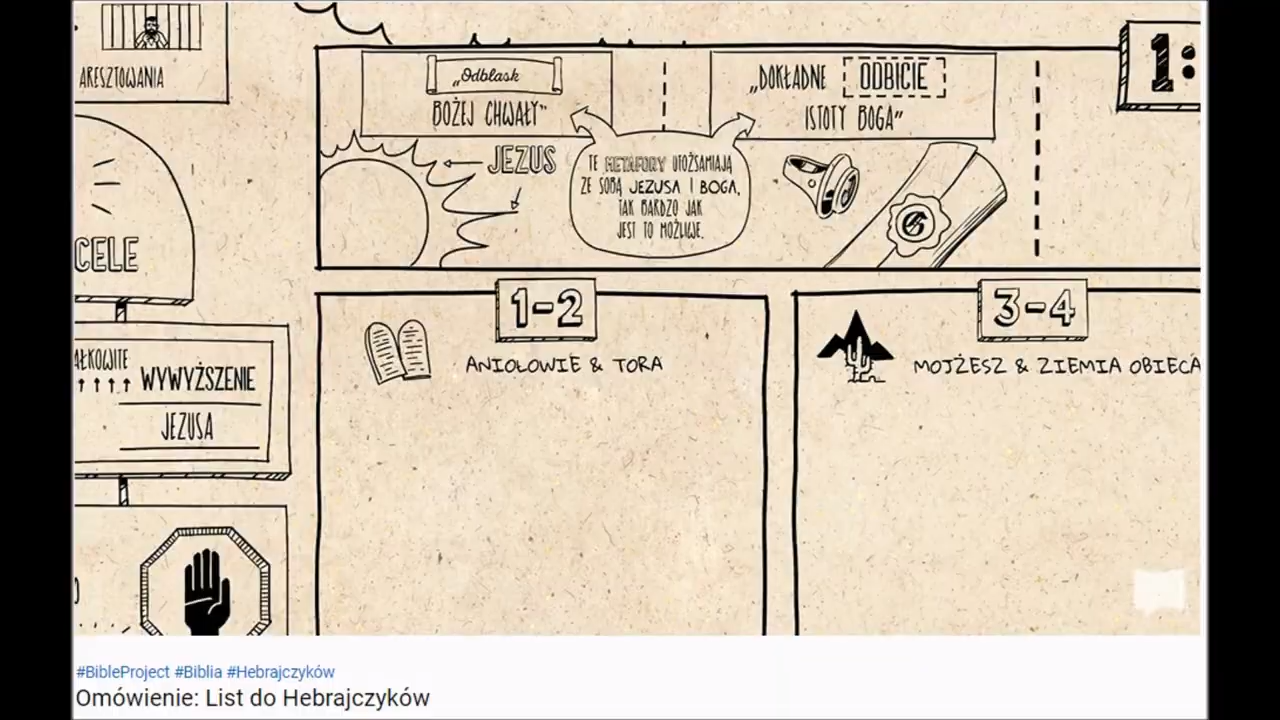 ARESZTOWANIA
„Odblask
BOŻEJ CHWAŁY”
„DOKŁADNE ODBICIE
ISTOTY BOGA”
1:
JEZUS
TE METAFORY UTOŻSAMIAJĄ
ZE SOBĄ JEZUSA I BOGA,
TAK BARDZO JAK
JEST TO MOŻLIWE.
G
CELE
1-2
ANIOŁOWIE & TORA
3-4
MOJŻESZ & ZIEMIA OBIECA
AŁKOWITE
WYWYŻSZENIE
JEZUSA
#BibleProject #Biblia #Hebrajczyków
Omówienie: List do Hebrajczyków